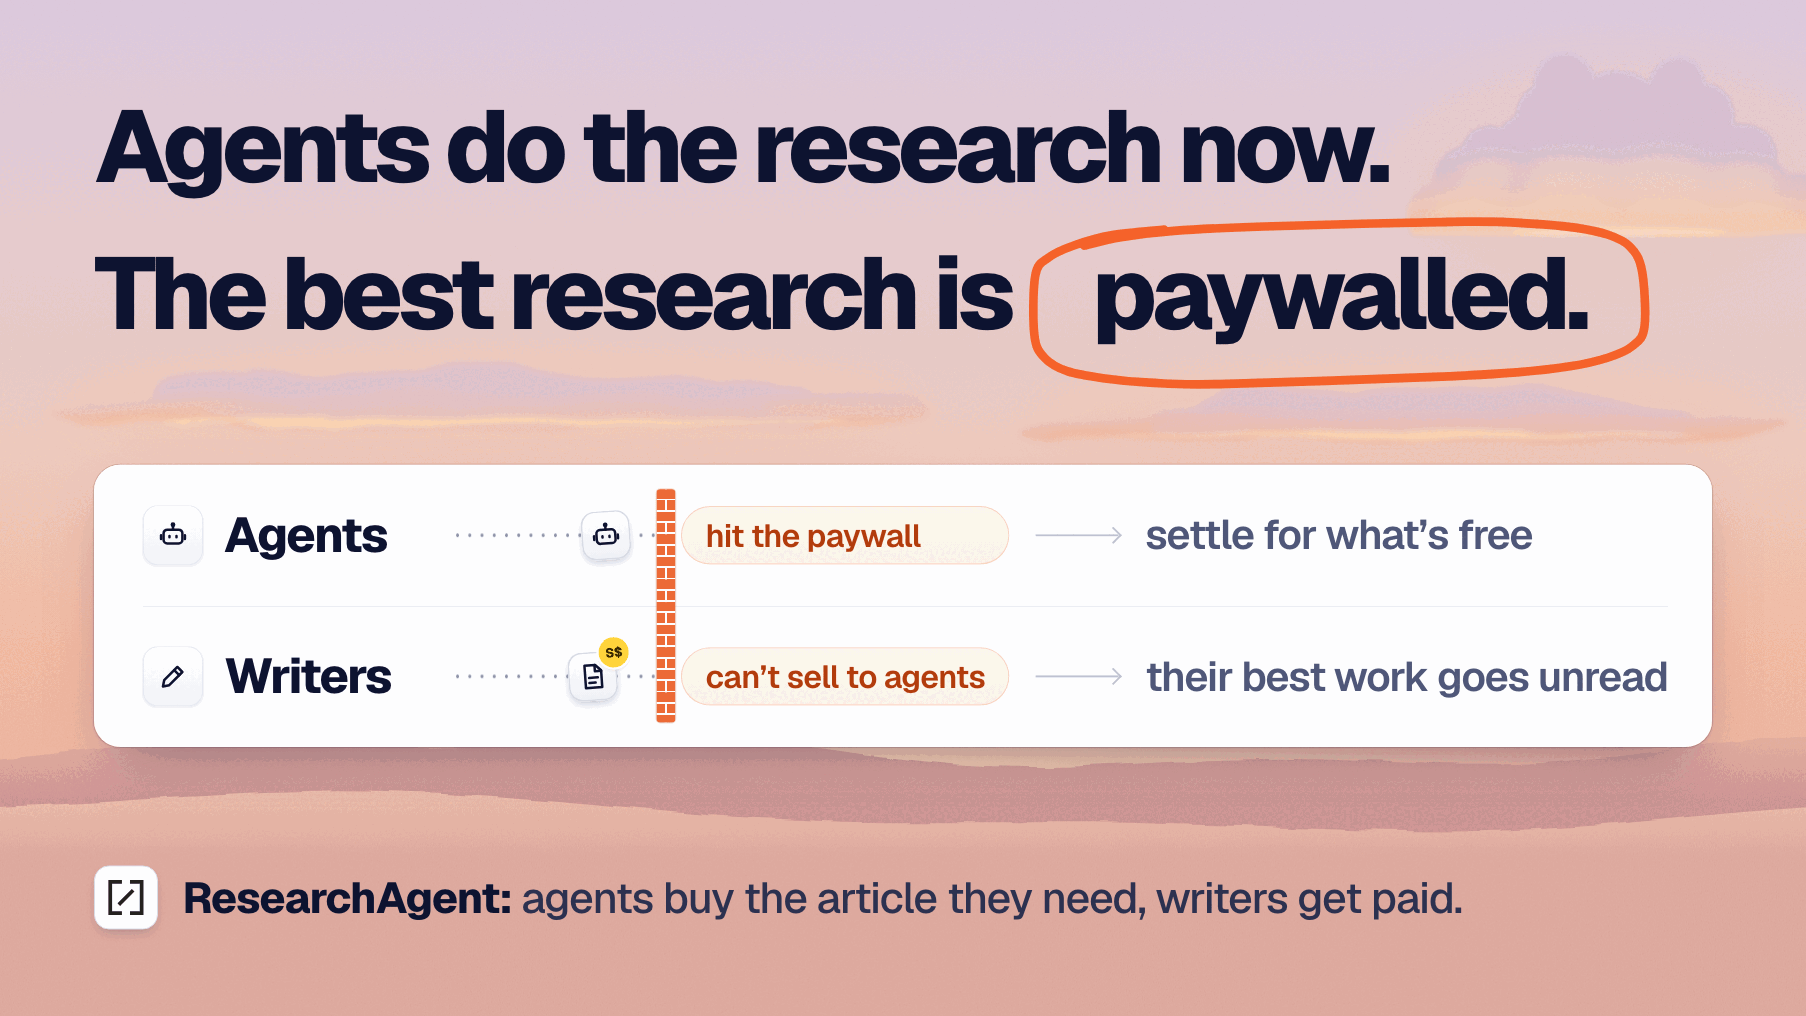 Agents do the research now.
The best research is paywalled.
Agents hit the paywall settle for what’s free
S$
Writers can’t sell to agents their best work goes unread
ResearchAgent: agents buy the article they need, writers get paid.